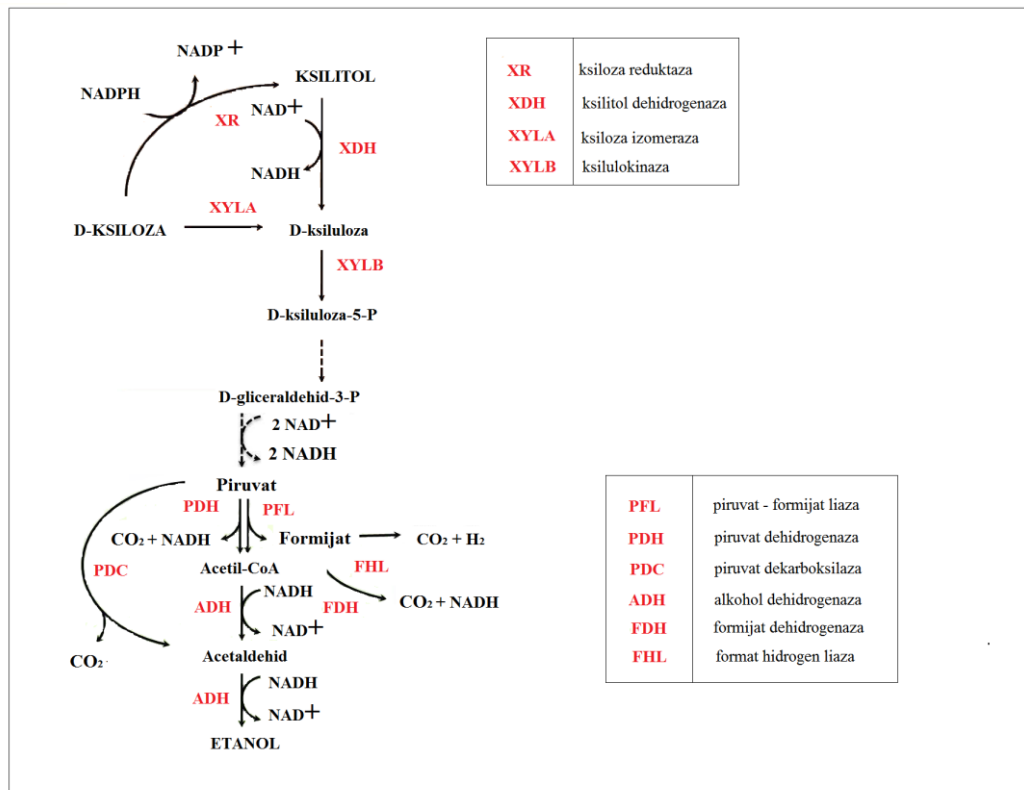 NADP +
KSILITOL
NADPH
NAD+
XR
XDH
NADH
XYLA
D-KSILOZA
D-ksiluloza
XYLB
D-ksiluloza-5-P
D-gliceraldehid-3-P
2 NAD+
2 NADH
Piruvat
PDH
PFL
CO2 + NADH
Formijat
CO2 + H2
PDC
Acetil-CoA
FHL
NADH
ADH
FDH
CO2 + NADH
NAD+
CO2
Acetaldehid
NADH
ADH
NAD+
ETANOL
XR ksiloza reduktaza
XDH ksilitol dehidrogenaza
XYLA ksiloza izomeraza
XYLB ksilulokinaza
PFL piruvat - formijat liaza
PDH piruvat dehidrogenaza
PDC piruvat dekarboksilaza
ADH alkohol dehidrogenaza
FDH formijat dehidrogenaza
FHL format hidrogen liaza